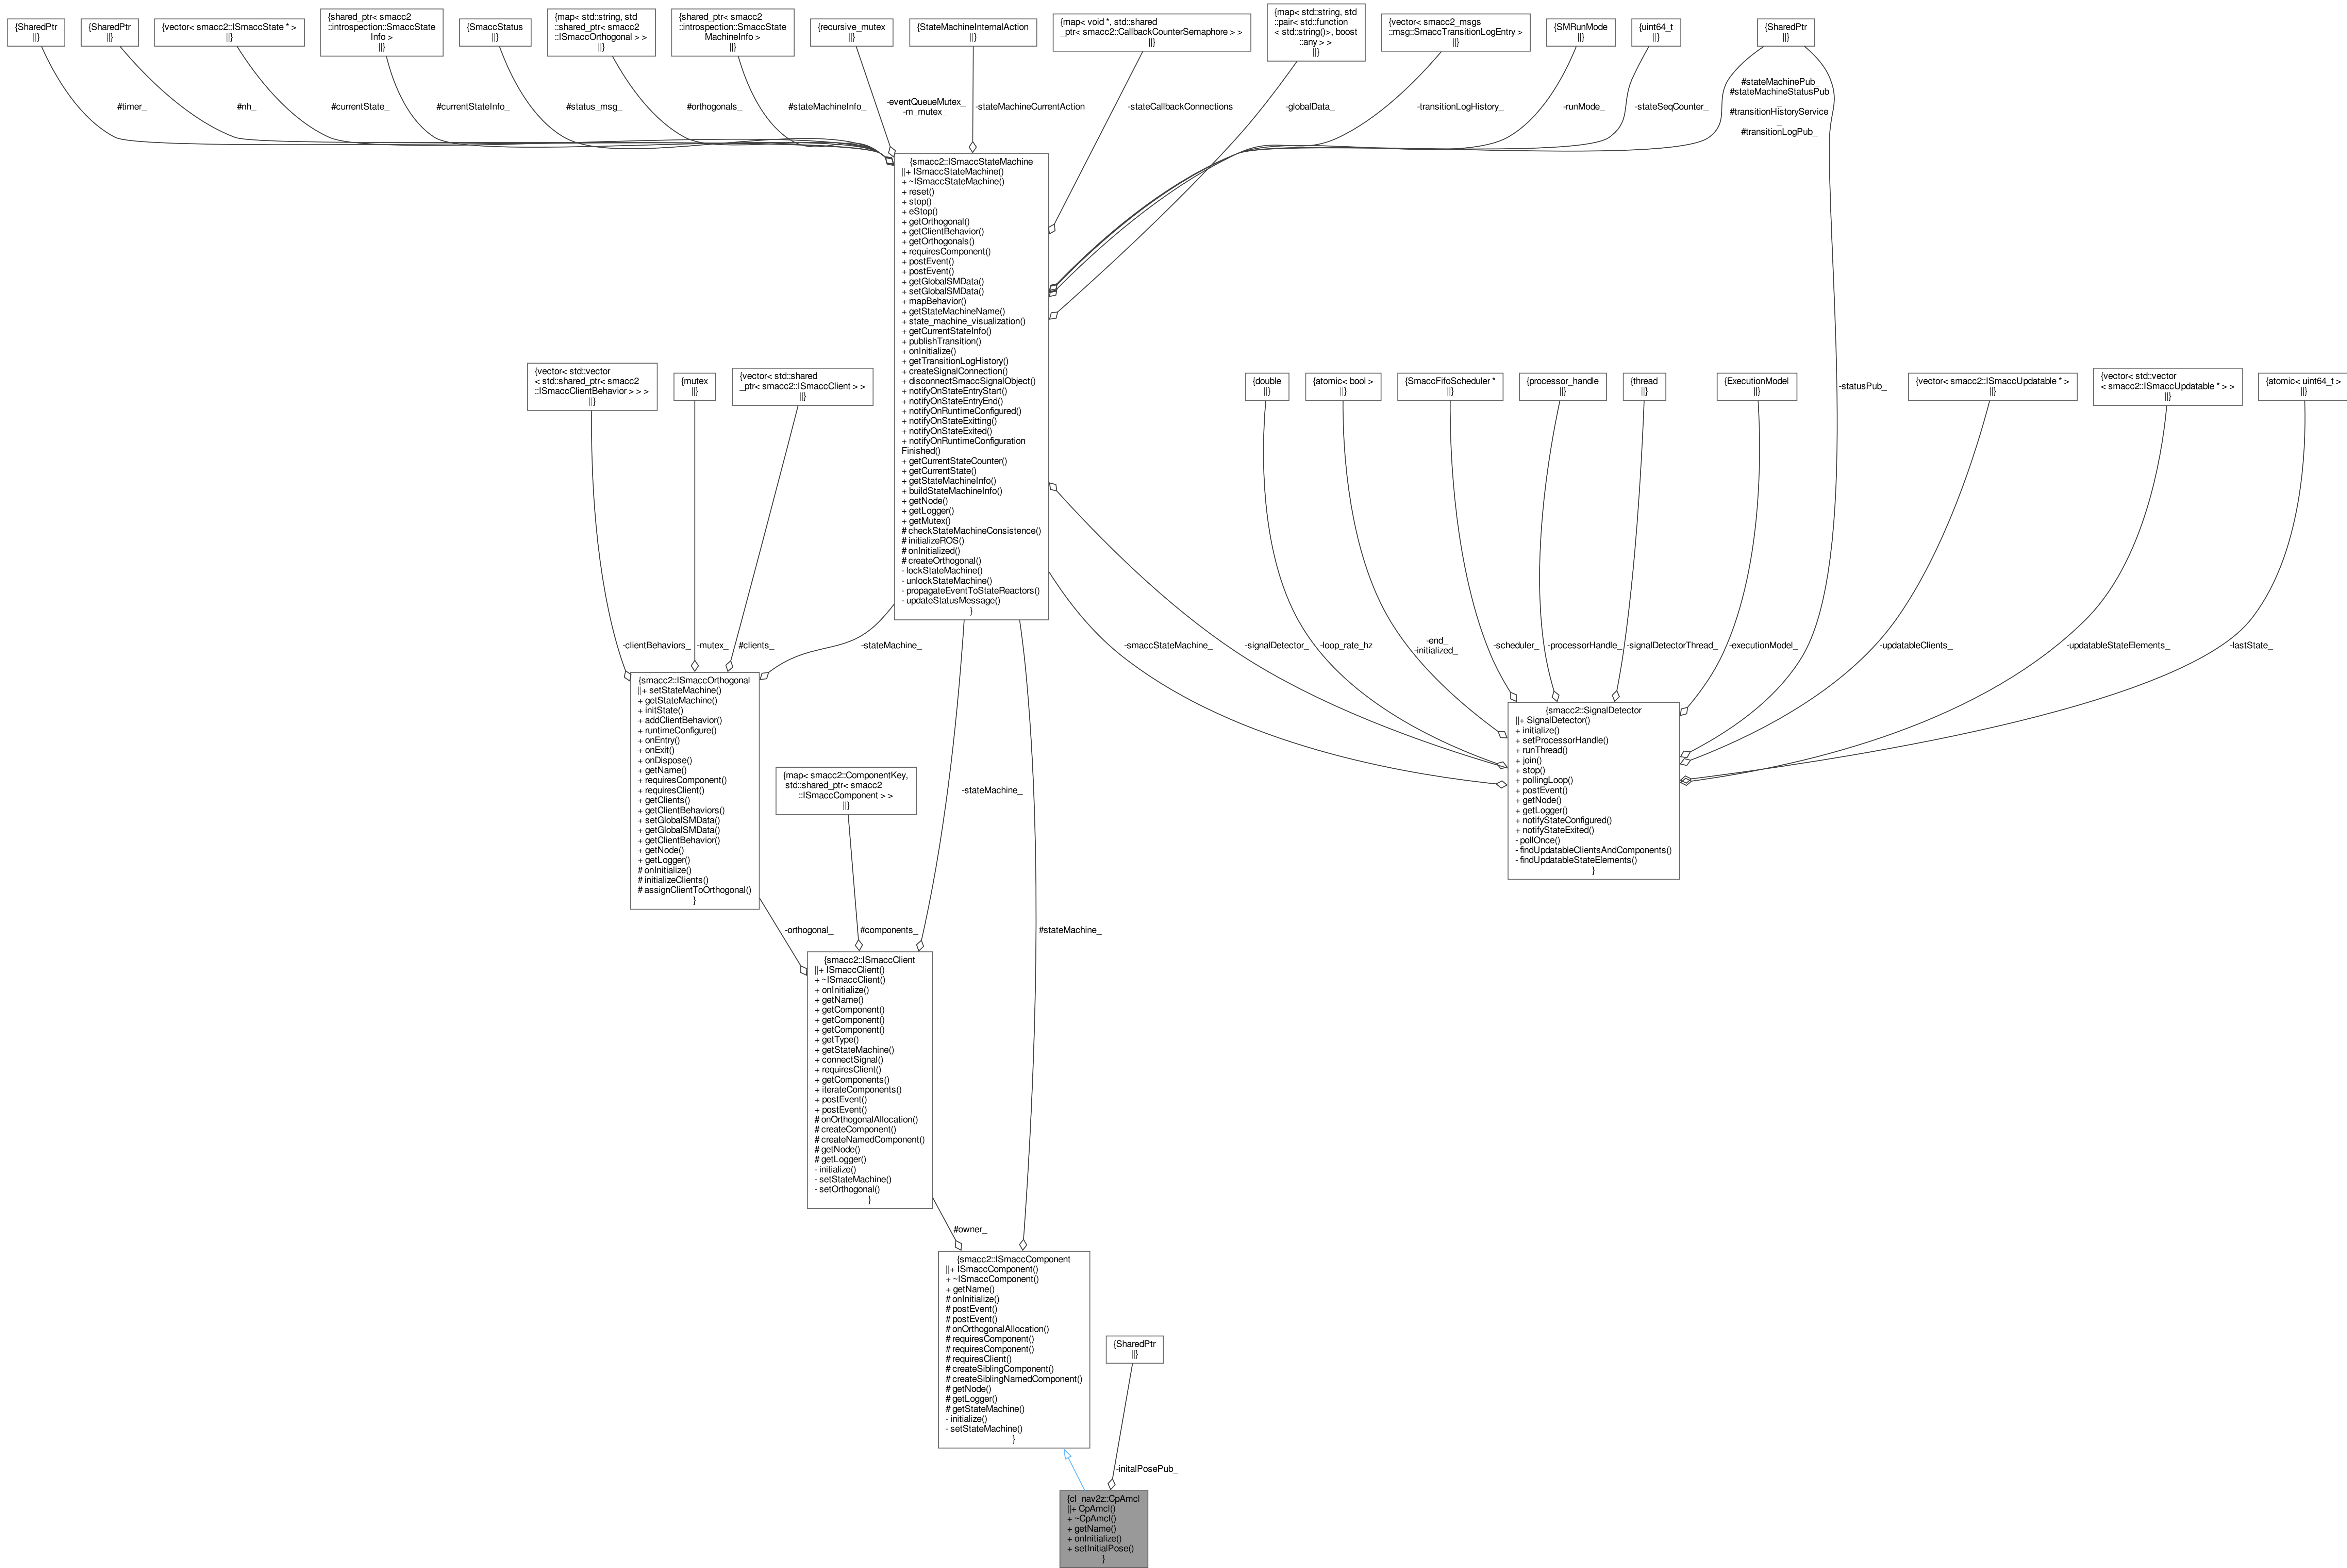 {SharedPtr
||}
{SharedPtr
||}
{vector< smacc2::ISmaccState * >
||}
{shared_ptr< smacc2
::introspection::SmaccState
Info >
||}
{SmaccStatus
||}
{map< std::string, std
::shared_ptr< smacc2
::ISmaccOrthogonal > >
||}
{shared_ptr< smacc2
::introspection::SmaccState
MachineInfo >
||}
{recursive_mutex
||}
{StateMachineInternalAction
||}
{map< void *, std::shared
_ptr< smacc2::CallbackCounterSemaphore > >
||}
{map< std::string, std
::pair< std::function
< std::string()>, boost
::any > >
||}
{vector< smacc2_msgs
::msg::SmaccTransitionLogEntry >
||}
{SMRunMode
||}
{uint64_t
||}
{SharedPtr
||}
#timer_
#nh_
#currentState_
#currentStateInfo_
#status_msg_
#orthogonals_
#stateMachineInfo_
-eventQueueMutex_
-m_mutex_
-stateMachineCurrentAction
-stateCallbackConnections
-globalData_
-transitionLogHistory_
-runMode_
-stateSeqCounter_
#stateMachinePub_
#stateMachineStatusPub
_
#transitionHistoryService
_
#transitionLogPub_
{smacc2::ISmaccStateMachine
||+ ISmaccStateMachine()
+ ~ISmaccStateMachine()
+ reset()
+ stop()
+ eStop()
+ getOrthogonal()
+ getClientBehavior()
+ getOrthogonals()
+ requiresComponent()
+ postEvent()
+ postEvent()
+ getGlobalSMData()
+ setGlobalSMData()
+ mapBehavior()
+ getStateMachineName()
+ state_machine_visualization()
+ getCurrentStateInfo()
+ publishTransition()
+ onInitialize()
+ getTransitionLogHistory()
+ createSignalConnection()
+ disconnectSmaccSignalObject()
+ notifyOnStateEntryStart()
+ notifyOnStateEntryEnd()
+ notifyOnRuntimeConfigured()
+ notifyOnStateExitting()
+ notifyOnStateExited()
+ notifyOnRuntimeConfiguration
Finished()
+ getCurrentStateCounter()
+ getCurrentState()
+ getStateMachineInfo()
+ buildStateMachineInfo()
+ getNode()
+ getLogger()
+ getMutex()
# checkStateMachineConsistence()
# initializeROS()
# onInitialized()
# createOrthogonal()
- lockStateMachine()
- unlockStateMachine()
- propagateEventToStateReactors()
- updateStatusMessage()
}
{vector< std::vector
< std::shared_ptr< smacc2
::ISmaccClientBehavior > > >
||}
{mutex
||}
{vector< std::shared
_ptr< smacc2::ISmaccClient > >
||}
{double
||}
{atomic< bool >
||}
{SmaccFifoScheduler *
||}
{processor_handle
||}
{thread
||}
{ExecutionModel
||}
-statusPub_
{vector< smacc2::ISmaccUpdatable * >
||}
{vector< std::vector
< smacc2::ISmaccUpdatable * > >
||}
{atomic< uint64_t >
||}
-clientBehaviors_
-mutex_
#clients_
-stateMachine_
-smaccStateMachine_
-signalDetector_
-loop_rate_hz
-end_
-initialized_
-scheduler_
-processorHandle_
-signalDetectorThread_
-executionModel_
-updatableClients_
-updatableStateElements_
-lastState_
{smacc2::ISmaccOrthogonal
||+ setStateMachine()
+ getStateMachine()
+ initState()
+ addClientBehavior()
+ runtimeConfigure()
+ onEntry()
+ onExit()
+ onDispose()
+ getName()
+ requiresComponent()
+ requiresClient()
+ getClients()
+ getClientBehaviors()
+ setGlobalSMData()
+ getGlobalSMData()
+ getClientBehavior()
+ getNode()
+ getLogger()
# onInitialize()
# initializeClients()
# assignClientToOrthogonal()
}
{smacc2::SignalDetector
||+ SignalDetector()
+ initialize()
+ setProcessorHandle()
+ runThread()
+ join()
+ stop()
+ pollingLoop()
+ postEvent()
+ getNode()
+ getLogger()
+ notifyStateConfigured()
+ notifyStateExited()
- pollOnce()
- findUpdatableClientsAndComponents()
- findUpdatableStateElements()
}
{map< smacc2::ComponentKey,
std::shared_ptr< smacc2
::ISmaccComponent > >
||}
-stateMachine_
-orthogonal_
#components_
#stateMachine_
{smacc2::ISmaccClient
||+ ISmaccClient()
+ ~ISmaccClient()
+ onInitialize()
+ getName()
+ getComponent()
+ getComponent()
+ getComponent()
+ getType()
+ getStateMachine()
+ connectSignal()
+ requiresClient()
+ getComponents()
+ iterateComponents()
+ postEvent()
+ postEvent()
# onOrthogonalAllocation()
# createComponent()
# createNamedComponent()
# getNode()
# getLogger()
- initialize()
- setStateMachine()
- setOrthogonal()
}
#owner_
{smacc2::ISmaccComponent
||+ ISmaccComponent()
+ ~ISmaccComponent()
+ getName()
# onInitialize()
# postEvent()
# postEvent()
# onOrthogonalAllocation()
# requiresComponent()
# requiresComponent()
# requiresClient()
# createSiblingComponent()
# createSiblingNamedComponent()
# getNode()
# getLogger()
# getStateMachine()
- initialize()
- setStateMachine()
}
{SharedPtr
||}
-initalPosePub_
{cl_nav2z::CpAmcl
||+ CpAmcl()
+ ~CpAmcl()
+ getName()
+ onInitialize()
+ setInitialPose()
}